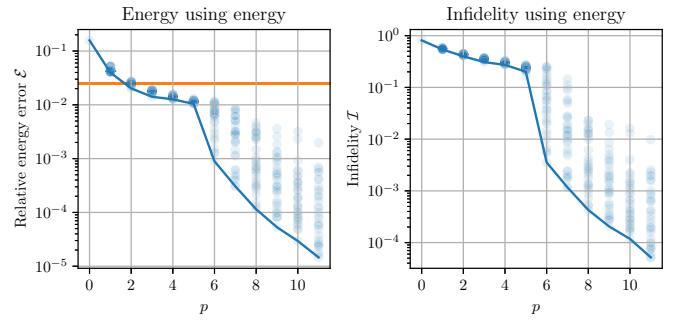 Energy using energy
Relative energy error ℰ
10⁻¹
10⁻²
10⁻³
10⁻⁴
10⁻⁵
0 2 4 6 8 10
p
Infidelity using energy
Infidelity ℐ
10⁰
10⁻¹
10⁻²
10⁻³
10⁻⁴
0 2 4 6 8 10
p